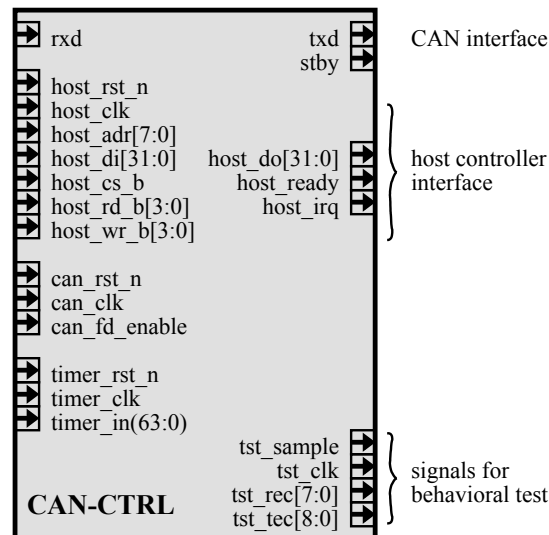 rxd
txd
CAN interface
stby
host_rst_n
host_clk
host_adr[7:0]
host_di[31:0]
host_do[31:0]
host controller
host_cs_b
host_ready
interface
host_rd_b[3:0]
host_irq
host_wr_b[3:0]
can_rst_n
can_clk
can_fd_enable
timer_rst_n
timer_clk
timer_in(63:0)
tst_sample
tst_clk
signals for
tst_rec[7:0]
behavioral test
tst_tec[8:0]
CAN-CTRL